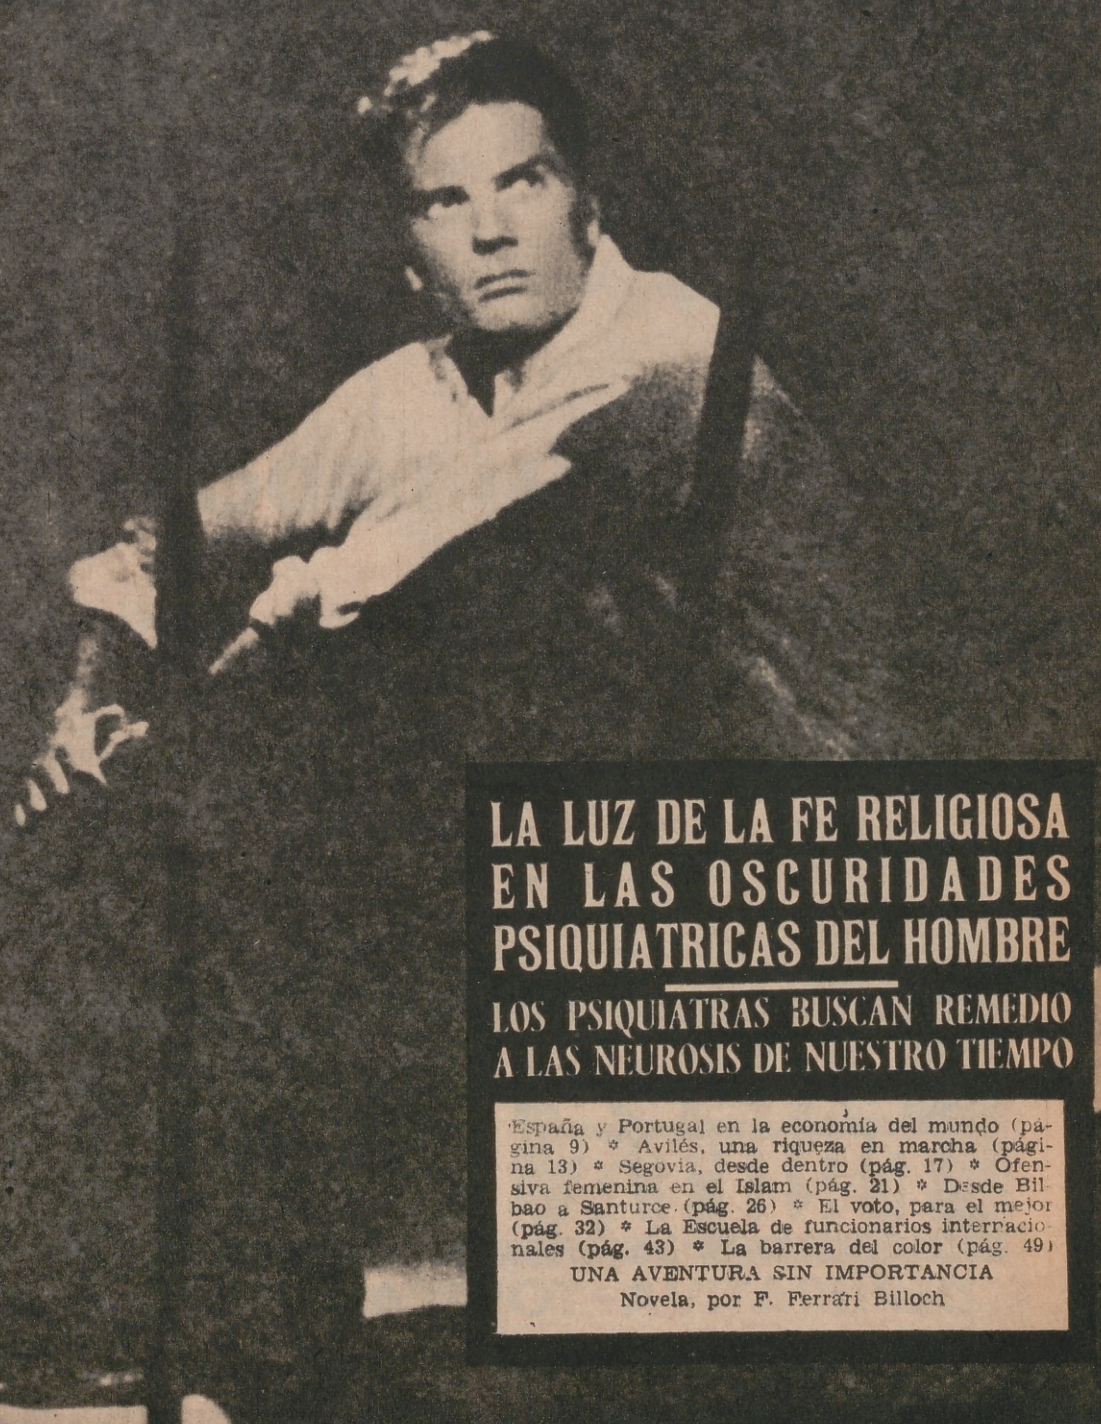 LA LUZ DE LA FE RELIGIOSA
EN LAS OSCURIDADES
PSIQUIATRICAS DEL HOMBRE
LOS PSIQUIATRAS BUSCAN REMEDIO
A LAS NEUROSIS DE NUESTRO TIEMPO
España y Portugal en la economía del mundo (pá-
gina 9) * Avilés, una riqueza en marcha (pági-
na 13) * Segovia, desde dentro (pág. 17) * Ofen-
siva femenina en el Islam (pág. 21) * Desde Bil-
bao a Santurce (pág. 26) * El voto, para el mejor
(pág. 32) * La Escuela de funcionarios internacio-
nales (pág. 43) * La barrera del color (pág. 49)
UNA AVENTURA SIN IMPORTANCIA
Novela, por F. Ferrari Billoch